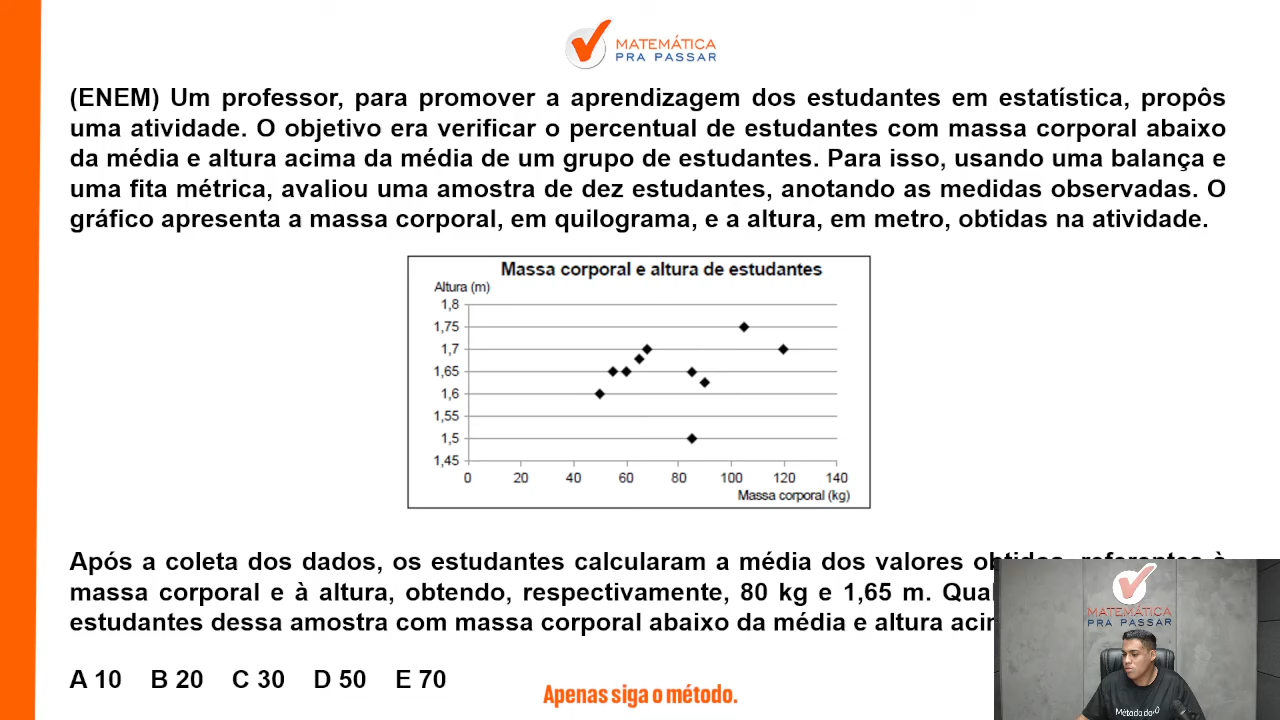 MATEMÁTICA
PRA PASSAR
(ENEM) Um professor, para promover a aprendizagem dos estudantes em estatística, propôs
uma atividade. O objetivo era verificar o percentual de estudantes com massa corporal abaixo
da média e altura acima da média de um grupo de estudantes. Para isso, usando uma balança e
uma fita métrica, avaliou uma amostra de dez estudantes, anotando as medidas observadas. O
gráfico apresenta a massa corporal, em quilograma, e a altura, em metro, obtidas na atividade.
Massa corporal e altura de estudantes
Altura (m)
1,8
1,75
1,7
1,65
1,6
1,55
1,5
1,45
0 20 40 60 80 100 120 140
Massa corporal (kg)
Após a coleta dos dados, os estudantes calcularam a média dos valores obtidos, referentes à
massa corporal e à altura, obtendo, respectivamente, 80 kg e 1,65 m. Qual
estudantes dessa amostra com massa corporal abaixo da média e altura
A 10 B 20 C 30 D 50 E 70
Apenas siga o método.
MATEMÁTICA
PRA PASSAR